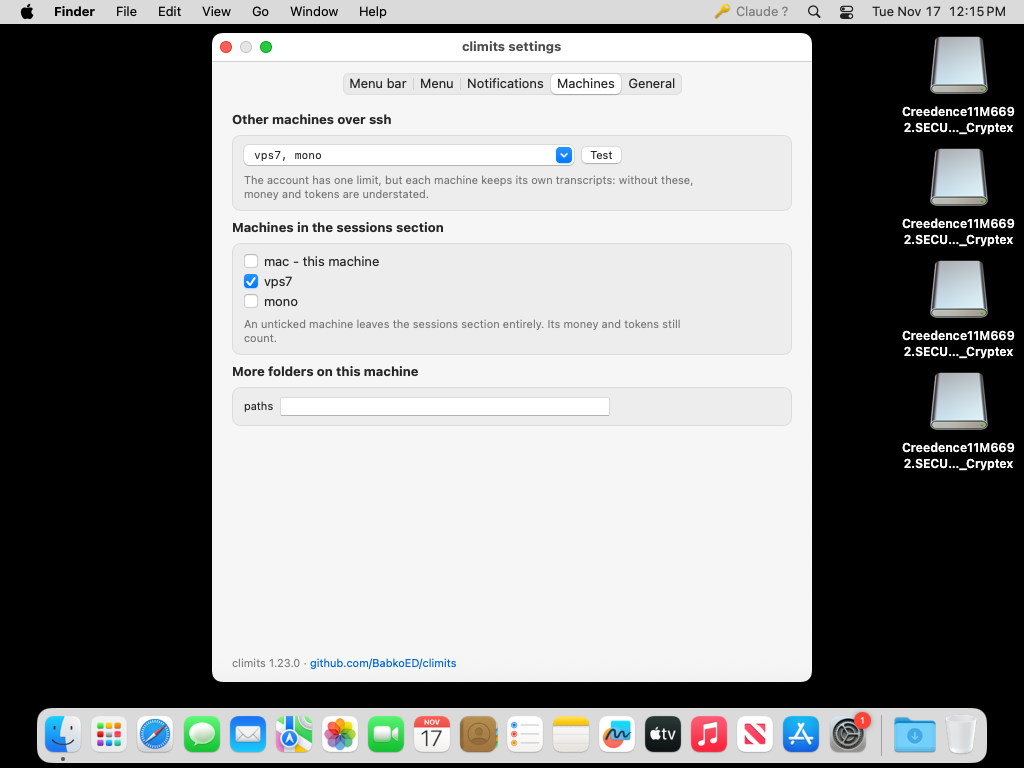 Finder File Edit View Go Window Help Claude ? Tue Nov 17 12:15 PM
climits settings
Menu bar Menu Notifications Machines General
Other machines over ssh
vps7, mono Test
The account has one limit, but each machine keeps its own transcripts: without these,
money and tokens are understated.
Machines in the sessions section
mac - this machine
vps7
mono
An unticked machine leaves the sessions section entirely. Its money and tokens still
count.
More folders on this machine
paths
climits 1.23.0 · github.com/BabkoED/climits
Creedence11M669
2.SECU..._Cryptex
Creedence11M669
2.SECU..._Cryptex
Creedence11M669
2.SECU..._Cryptex
Creedence11M669
2.SECU..._Cryptex
NOV
17
tv
1